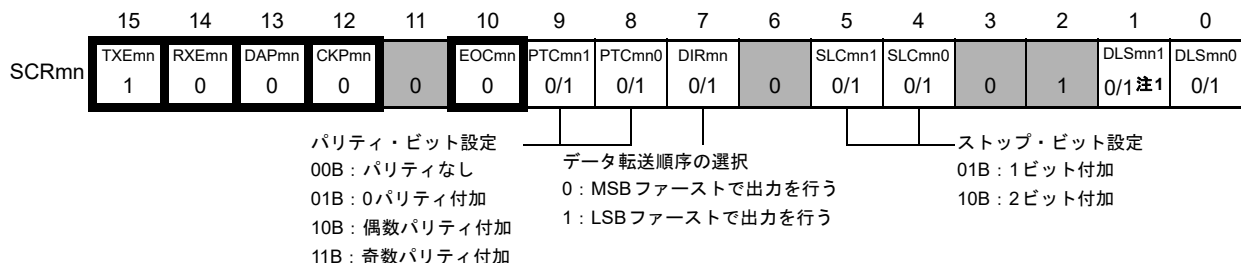 15 14 13 12 11 10 9 8 7 6 5 4 3 2 1 0
SCRmn
TXEmn RXEmn DAPmn CKPmn EOCmn PTCmn1 PTCmn0 DIRmn SLCmn1 SLCmn0 DLSmn1 DLSmn0
1 0 0 0 0 0 0/1 0/1 0/1 0 0/1 0/1 0 1 0/1注1 0/1
パリティ・ビット設定
00B：パリティなし
01B：0パリティ付加
10B：偶数パリティ付加
11B：奇数パリティ付加
データ転送順序の選択
0：MSBファーストで出力を行う
1：LSBファーストで出力を行う
ストップ・ビット設定
01B：1ビット付加
10B：2ビット付加